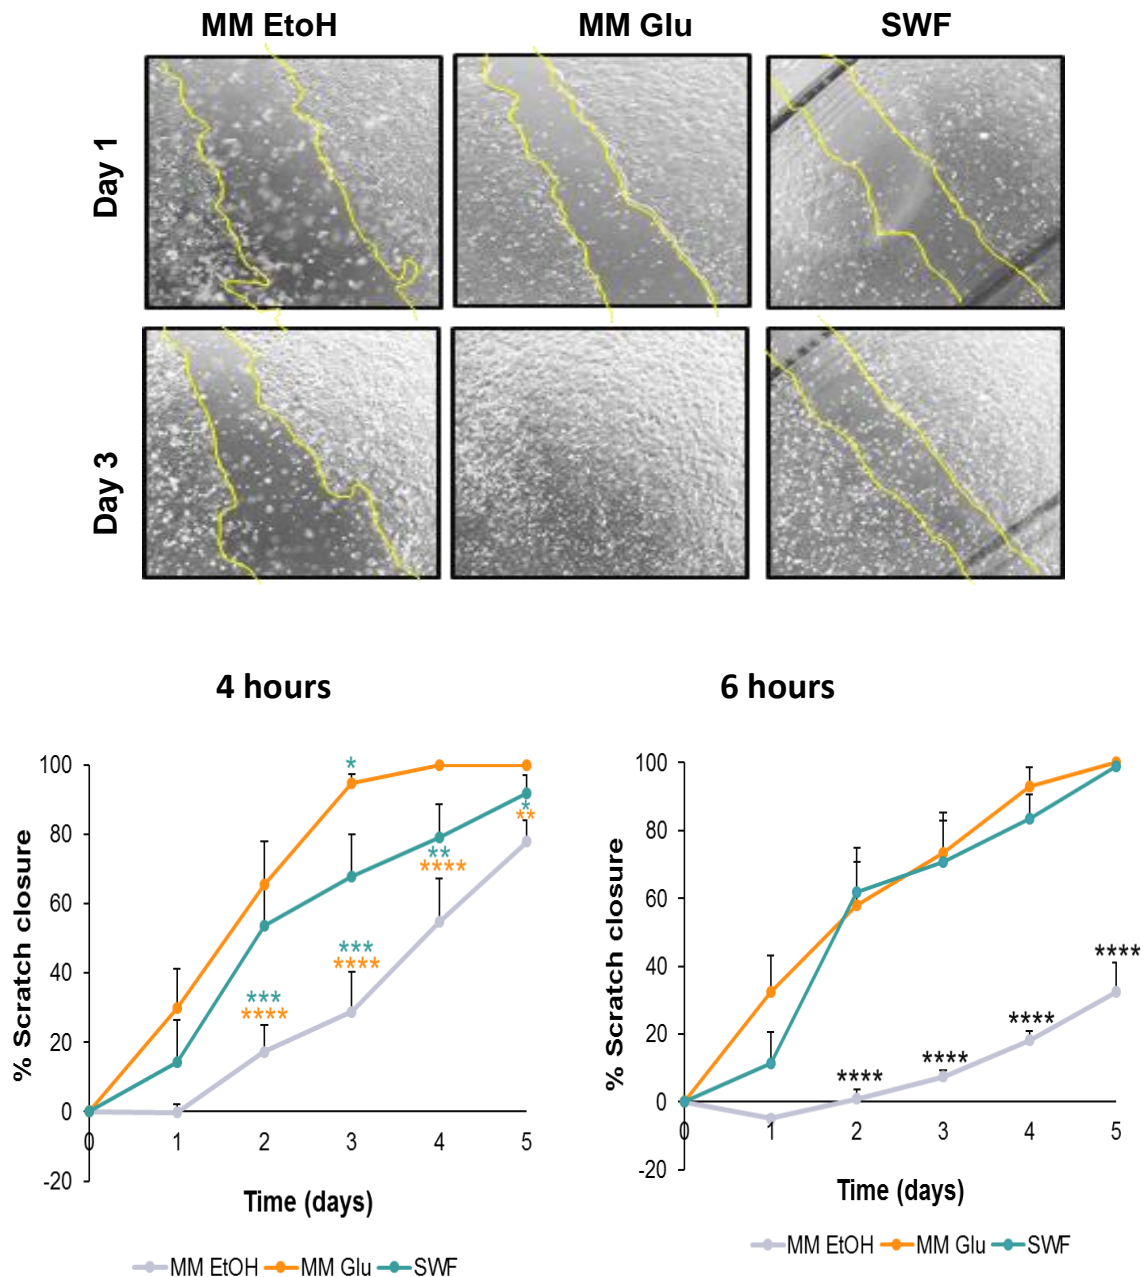 MM EtoH
MM Glu
SWF
Day 1
Day 3
4 hours
6 hours
% Scratch closure
100
80
60
40
20
0
-20
0
1
2
3
4
5
*
***
****
***
****
**
****
*
**
Time (days)
MM EtOH
MM Glu
SWF
% Scratch closure
100
80
60
40
20
0
-20
0
1
2
3
4
5
****
****
****
****
Time (days)
MM EtOH
MM Glu
SWF